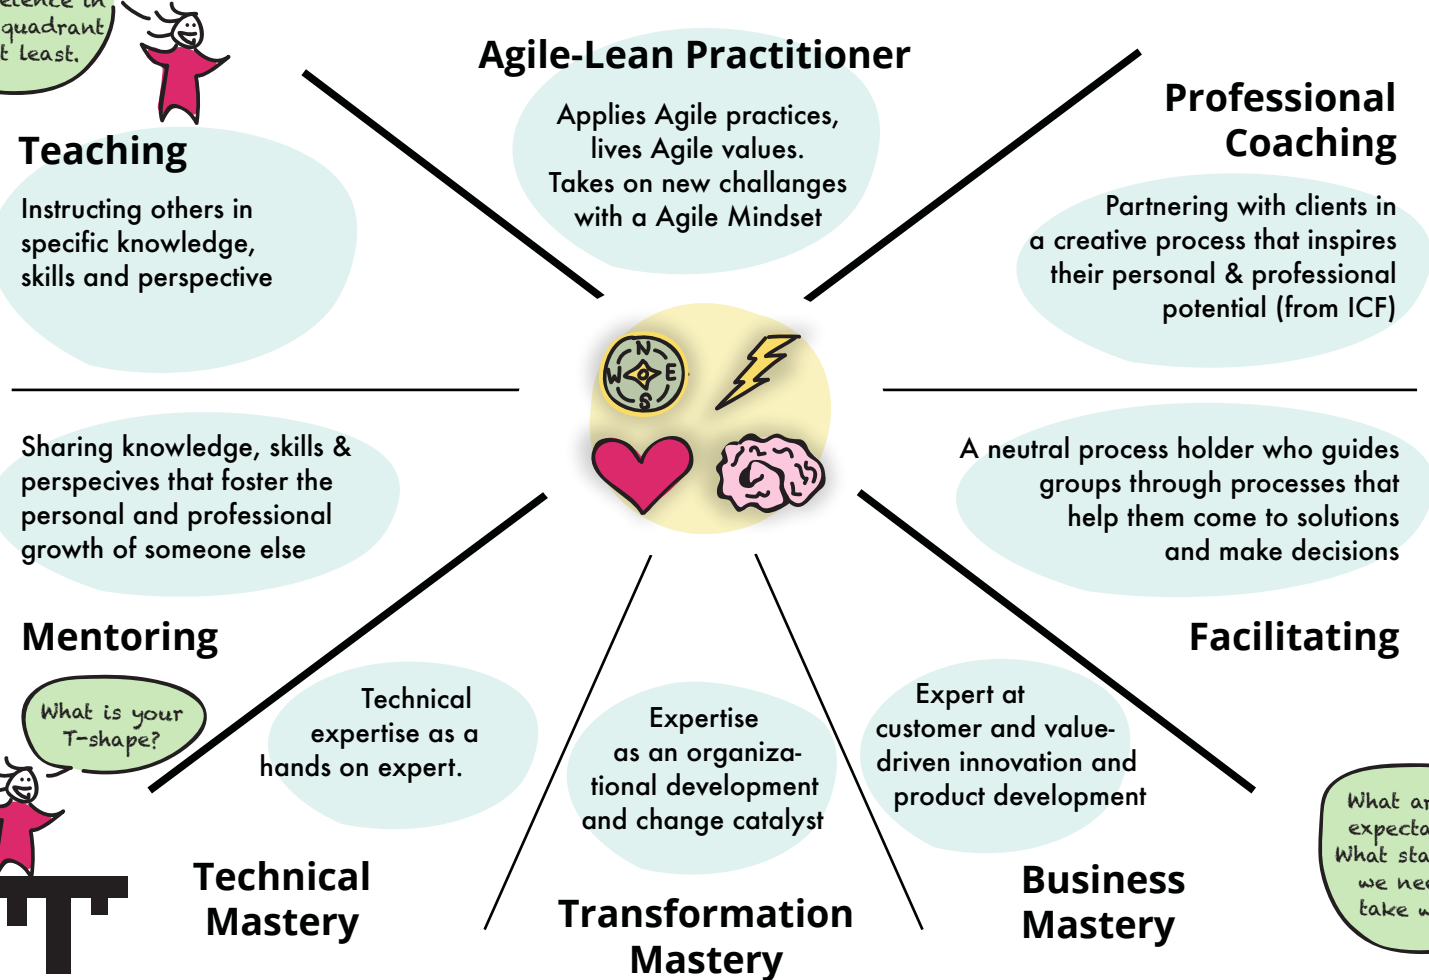 quadrant
least.
Agile-Lean Practitioner
Applies Agile practices,
lives Agile values.
Takes on new challanges
with a Agile Mindset
Teaching
Instructing others in
specific knowledge,
skills and perspective
Professional
Coaching
Partnering with clients in
a creative process that inspires
their personal & professional
potential (from ICF)
N
W E
S
Sharing knowledge, skills &
perspecives that foster the
personal and professional
growth of someone else
Mentoring
A neutral process holder who guides
groups through processes that
help them come to solutions
and make decisions
Facilitating
What is your
T-shape?
Technical
expertise as a
hands on expert.
Technical
Mastery
Expertise
as an organiza-
tional development
and change catalyst
Transformation
Mastery
Expert at
customer and value-
driven innovation and
product development
Business
Mastery
What
What
we
take